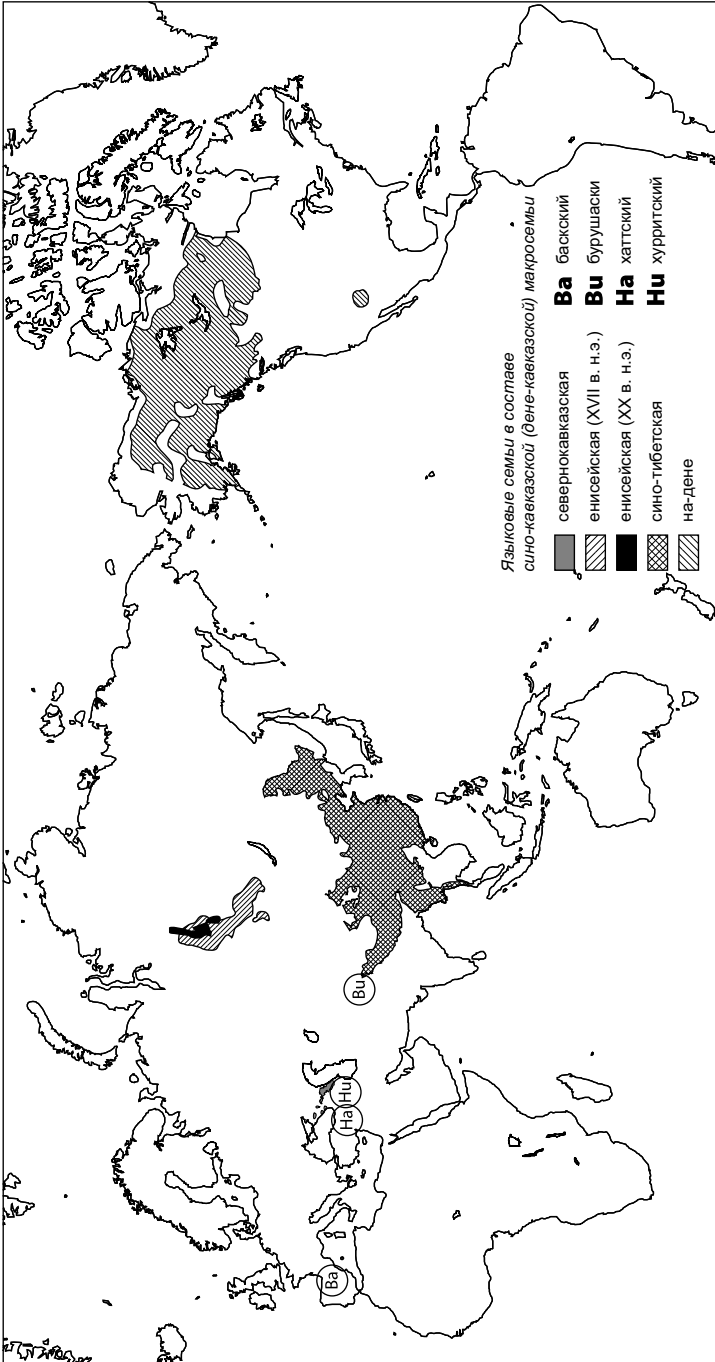 Языковые семьи в составе
сино-кавказской (дене-кавказской) макросемьи
севернокавказская
енисейская (XVII в. н.э.)
енисейская (XX в. н.э.)
сино-тибетская
на-дене
Ba баскский
Bu бурушаски
Ha хаттский
Hu хурритский
Ba
Ha
Hu
Bu